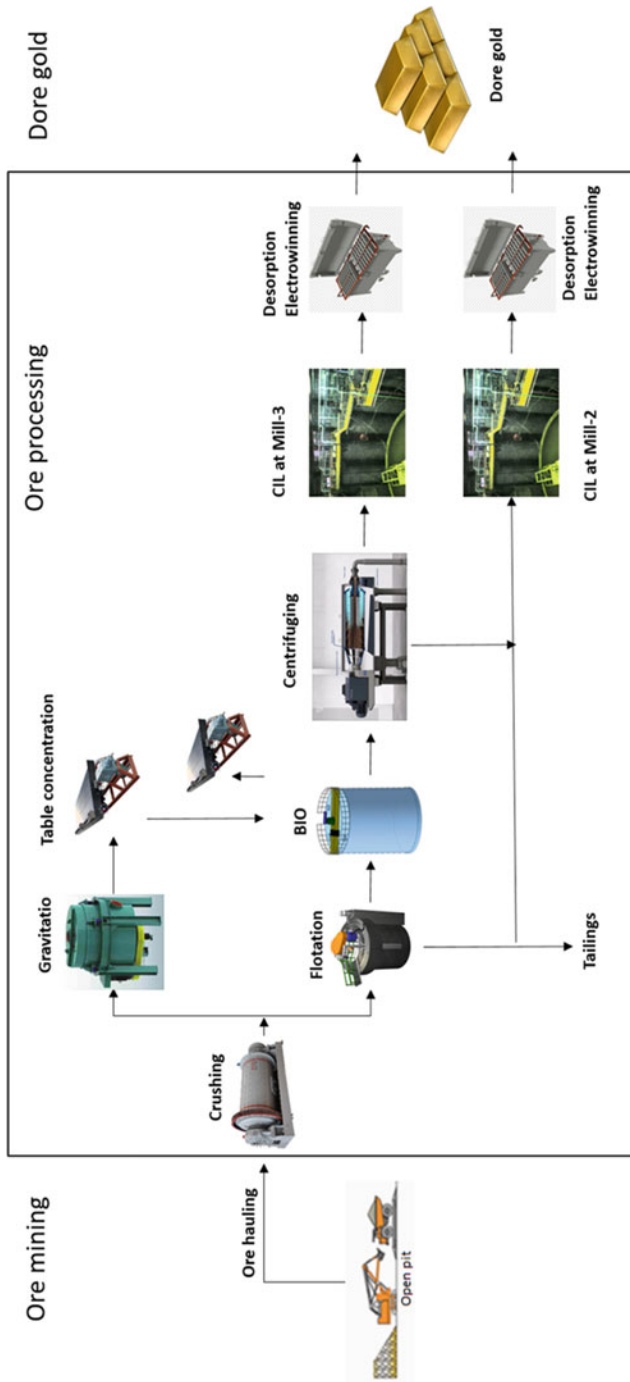 Ore mining
Ore processing
Dore gold
Ore hauling
Open pit
Crushing
Gravitatio
Table concentration
Flotation
BIO
Centrifuging
CIL at Mill-3
Desorption
Electrowinning
Tailings
CIL at Mill-2
Desorption
Electrowinning
Dore gold